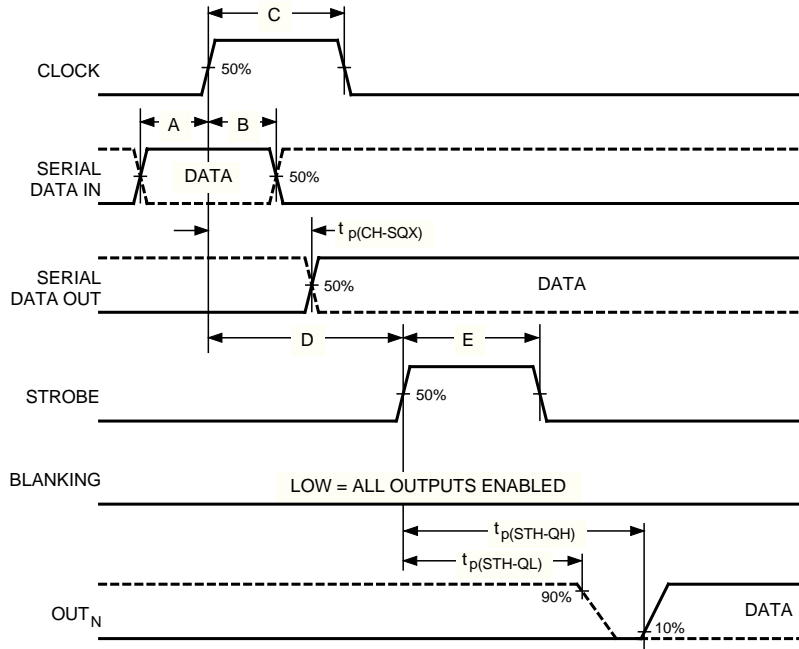 C
CLOCK
50%
A
B
SERIAL
DATA IN
DATA
50%
t p(CH-SQX)
SERIAL
DATA OUT
50%
DATA
D
E
STROBE
50%
BLANKING
LOW = ALL OUTPUTS ENABLED
t p(STH-QH)
t p(STH-QL)
90%
OUT N
10%
DATA